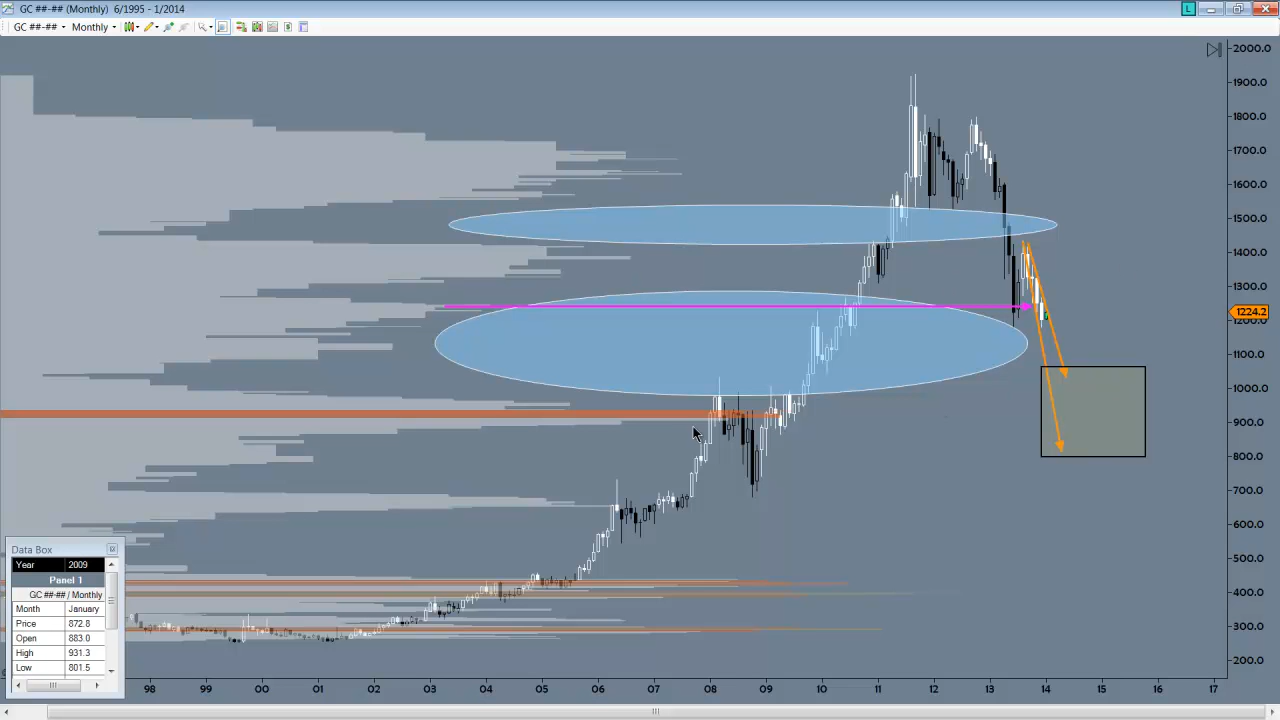 GC ##-## (Monthly) 6/1995 - 1/2014
L
GC ##-## Monthly
2000.0
1900.0
1800.0
1700.0
1600.0
1500.0
1400.0
1300.0
1224.2
1200.0
1100.0
1000.0
900.0
800.0
700.0
600.0
500.0
400.0
300.0
200.0
Data Box
Year 2009
Panel 1
GC ##-## / Monthly
Month January
Price 872.8
Open 883.0
High 931.3
Low 801.5
98 99 00 01 02 03 04 05 06 07 08 09 10 11 12 13 14 15 16 17